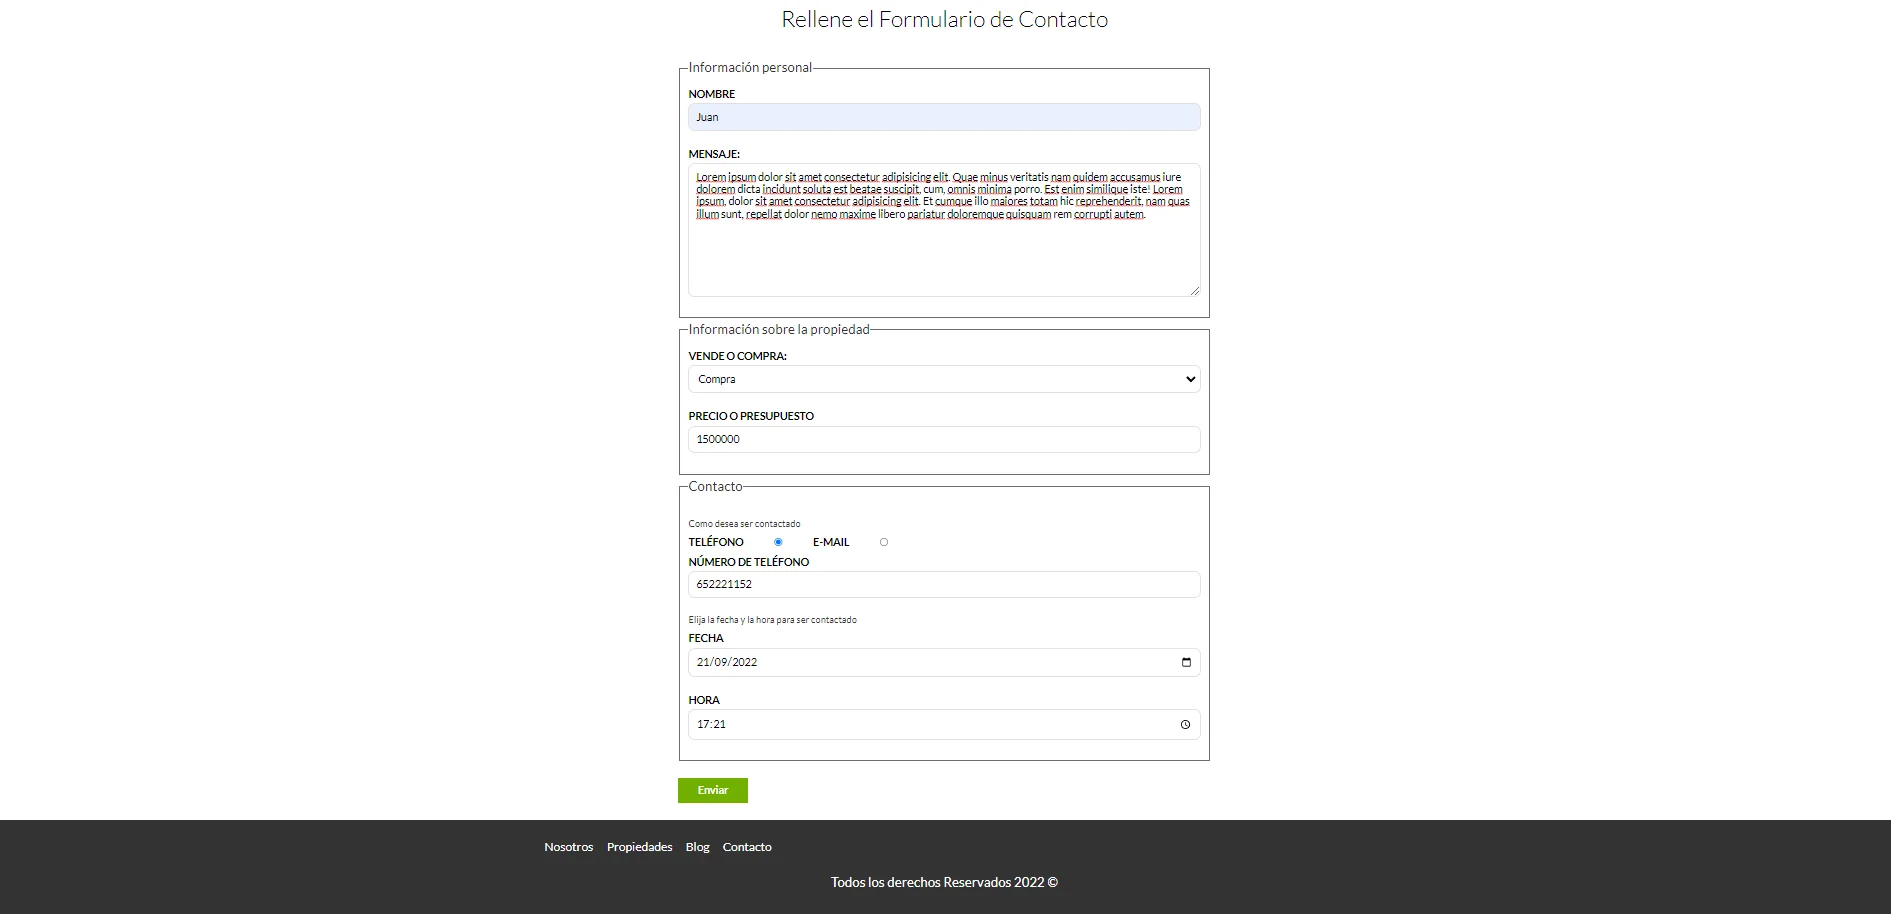 Rellene el Formulario de Contacto
Información personal
NOMBRE
Juan
MENSAJE:
Lorem ipsum dolor sit amet consectetur adipisicing elit. Quae minus veritatis nam quidem accusamus iure
dolorem dicta incidunt soluta est beatae suscipit, cum, omnis minima porro. Est enim similique iste! Lorem
ipsum, dolor sit amet consectetur adipisicing elit. Et cumque illo maiores totam hic reprehenderit, nam quas
illum sunt, repellat dolor nemo maxime libero pariatur doloremque quisquam rem corrupti autem.
Información sobre la propiedad
VENDE O COMPRA:
Compra
PRECIO O PRESUPUESTO
1500000
Contacto
Como desea ser contactado
TELÉFONO E-MAIL
NÚMERO DE TELÉFONO
652221152
Elija la fecha y la hora para ser contactado
FECHA
21/09/2022
HORA
17:21
Enviar
Nosotros Propiedades Blog Contacto
Todos los derechos Reservados 2022 ©